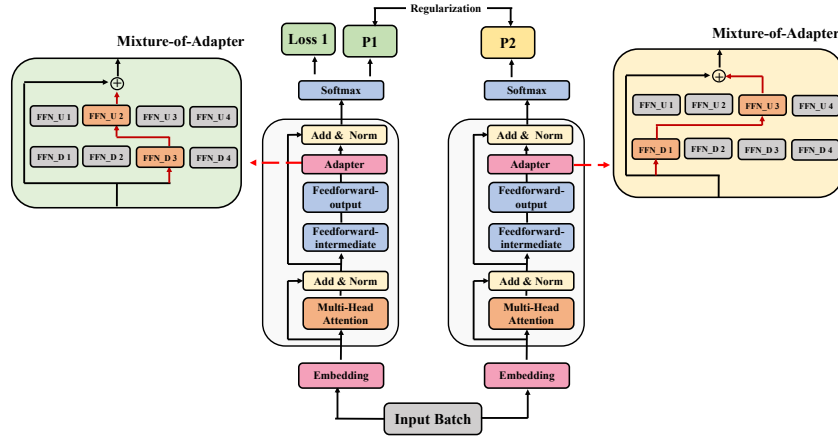 Regularization
Mixture-of-Adapter
Loss 1
P1
P2
Mixture-of-Adapter
Softmax
Softmax
FFN_U 1
FFN_U 2
FFN_U 3
FFN_U 4
FFN_D 1
FFN_D 2
FFN_D 3
FFN_D 4
Add & Norm
Adapter
Feedforward-
output
Feedforward-
intermediate
Add & Norm
Multi-Head
Attention
Embedding
Add & Norm
Adapter
Feedforward-
output
Feedforward-
intermediate
Add & Norm
Multi-Head
Attention
Embedding
FFN_U 1
FFN_U 2
FFN_U 3
FFN_U 4
FFN_D 1
FFN_D 2
FFN_D 3
FFN_D 4
Input Batch